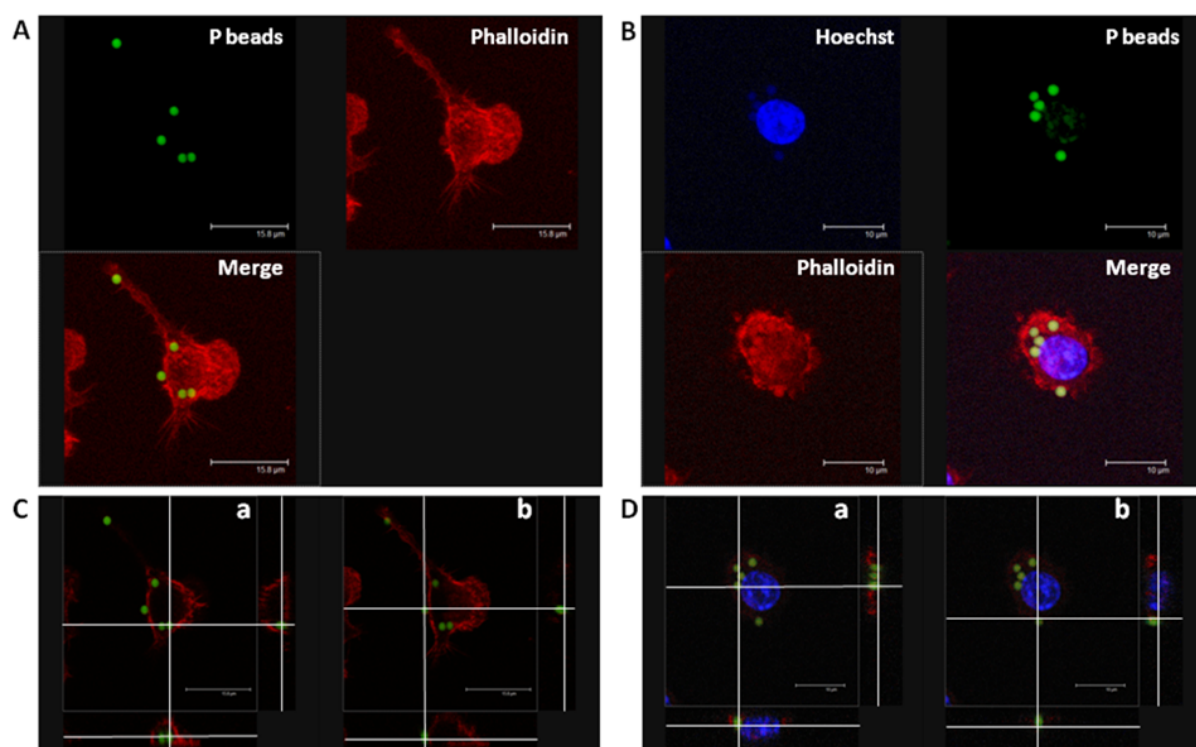 A
P beads
Phalloidin
15.8 µm
15.8 µm
Merge
15.8 µm
B
Hoechst
P beads
10 µm
10 µm
Phalloidin
Merge
10 µm
10 µm
C
a
b
D
a
b